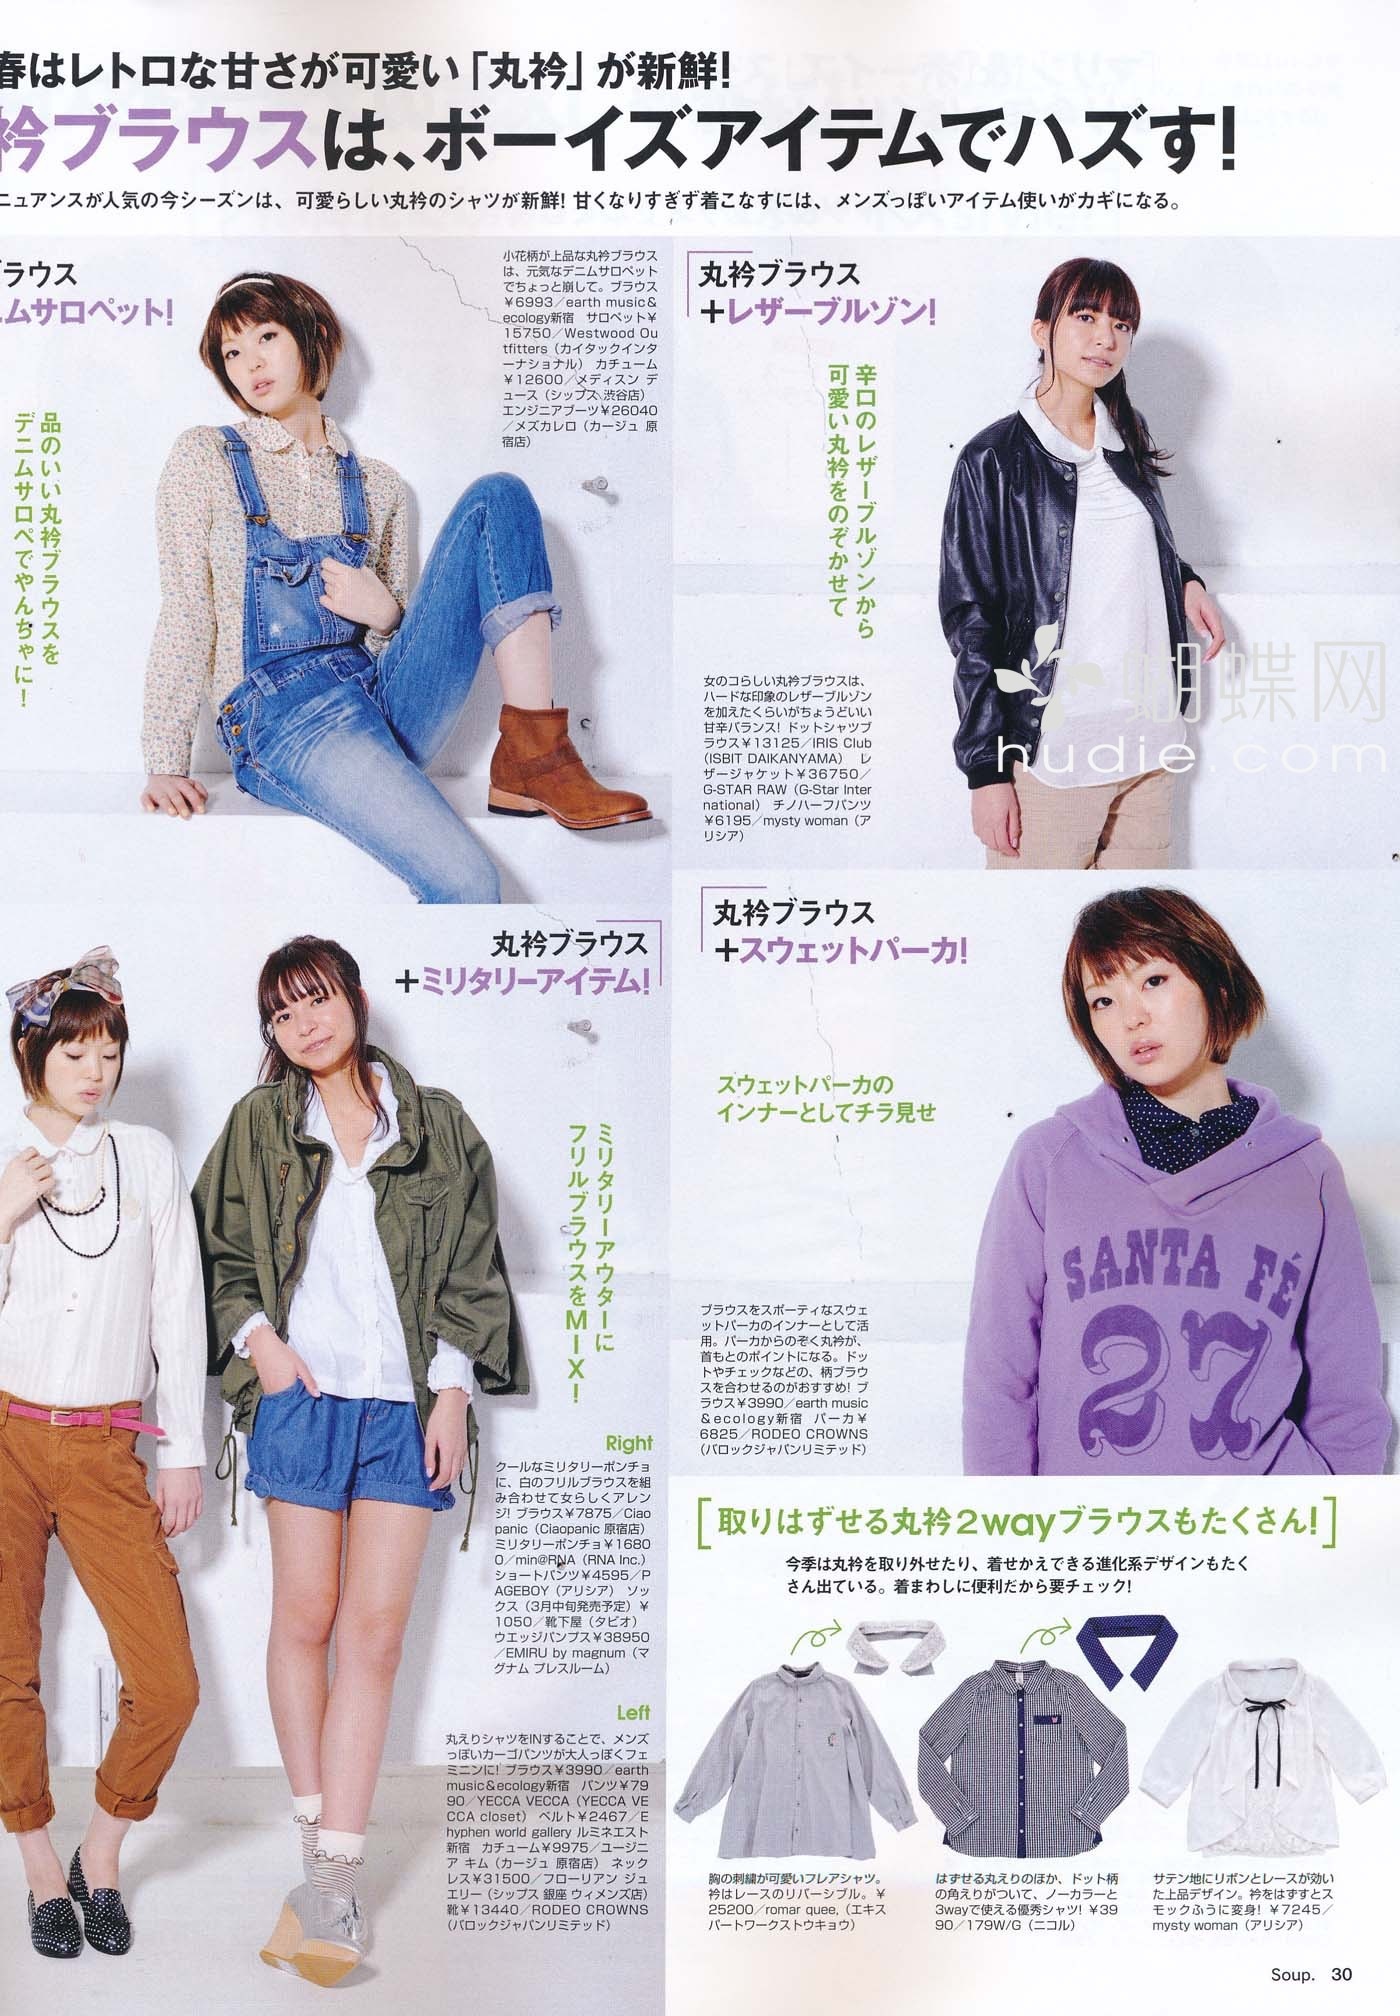 春はレトロな甘さが可愛い「丸衿」が新鮮!
衿ブラウスは、ボーイズアイテムでハズす!
ニュアンスが人気の今シーズンは、可愛らしい丸衿のシャツが新鮮! 甘くなりすぎず着こなすには、メンズっぽいアイテム使いがカギになる。
ブラウス
ニムサロペット!
品のいい丸衿ブラウスを
デニムサロペでやんちゃに!
小花柄が上品な丸衿ブラウス
は、元気なデニムサロペット
でちょっと崩して。ブラウス
¥6993/earth music&
ecology新宿 サロペット¥
15750/Westwood Ou
tfitters(カイタックインタ
ーナショナル) カチューム
¥12600/メディスン デ
ュース(シップス 渋谷店)
エンジニアブーツ¥26040
/メズカレロ(カージュ 原
宿店)
丸衿ブラウス
+レザーブルゾン!
辛口のレザーブルゾンから
可愛い丸衿をのぞかせて
女のコらしい丸衿ブラウスは、
ハードな印象のレザーブルゾン
を加えたくらいがちょうどいい
甘辛バランス! ドットシャツブ
ラウス¥13125/IRIS Club
(ISBIT DAIKANYAMA) レ
ザージャケット¥36750/
G-STAR RAW(G-Star Inter
national) チノハーフパンツ
¥6195/mysty woman(ア
リシア)
蝴蝶网
hudie.com
丸衿ブラウス
+ミリタリーアイテム!
ミリタリーアウターに
フリルブラウスをMIX!
Right
クールなミリタリーポンチョ
に、白のフリルブラウスを組
み合わせて女らしくアレン
ジ! ブラウス¥7875/Ciao
panic(Ciaopanic 原宿店)
ミリタリーポンチョ¥1680
0/min@RNA(RNA Inc.)
ショートパンツ¥4595/P
AGEBOY(アリシア) ソッ
クス(3月中旬発売予定)¥
1050/靴下屋(タビオ)
ウエッジパンプス¥38950
/EMIRU by magnum(マ
グナム プレスルーム)
Left
丸えりシャツをINすることで、メンズ
っぽいカーゴパンツが大人っぽくフェ
ミニンに! ブラウス¥3990/earth
music&ecology新宿 パンツ¥79
90/YECCA VECCA(YECCA VE
CCA closet) ベルト¥2467/E
hyphen world gallery ルミネエスト
新宿 カチューム¥9975/ユージニ
ア キム(カージュ 原宿店) ネック
レス¥31500/フローリアン ジュ
エリー(シップス 銀座 ウィメンズ店)
靴¥13440/RODEO CROWNS
(バロックジャパンリミテッド)
丸衿ブラウス
+スウェットパーカ!
スウェットパーカの
インナーとしてチラ見せ
SANTA FÉ
27
ブラウスをスポーティなスウェ
ットパーカのインナーとして活
用。パーカからのぞく丸衿が、
首もとのポイントになる。ドッ
トやチェックなどの、柄ブラウ
スを合わせるのがおすすめ! ブ
ラウス¥3990/earth music
&ecology新宿 パーカ¥
6825/RODEO CROWNS
(バロックジャパンリミテッド)
[取りはずせる丸衿2wayブラウスもたくさん!]
今季は丸衿を取り外せたり、着せかえできる進化系デザインもたく
さん出ている。着まわしに便利だから要チェック!
胸の刺繍が可愛いフレアシャツ。
衿はレースのリバーシブル。¥
25200/romar quee,(エキス
パートワークストウキョウ)
はずせる丸えりのほか、ドット柄
の角えりがついて、ノーカラーと
3wayで使える優秀シャツ! ¥39
90/179W/G(ニコル)
サテン地にリボンとレースが効い
た上品デザイン。衿をはずすとス
モックふうに変身! ¥7245/
mysty woman(アリシア)
Soup. 30